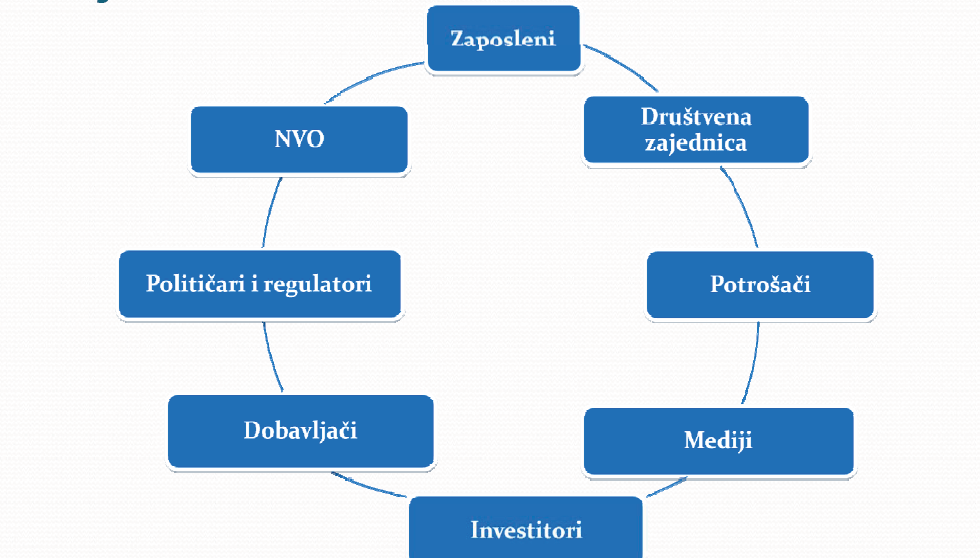 Zaposleni
Društvena
zajednica
Potrošači
Mediji
Investitori
Dobavljači
Političari i regulatori
NVO